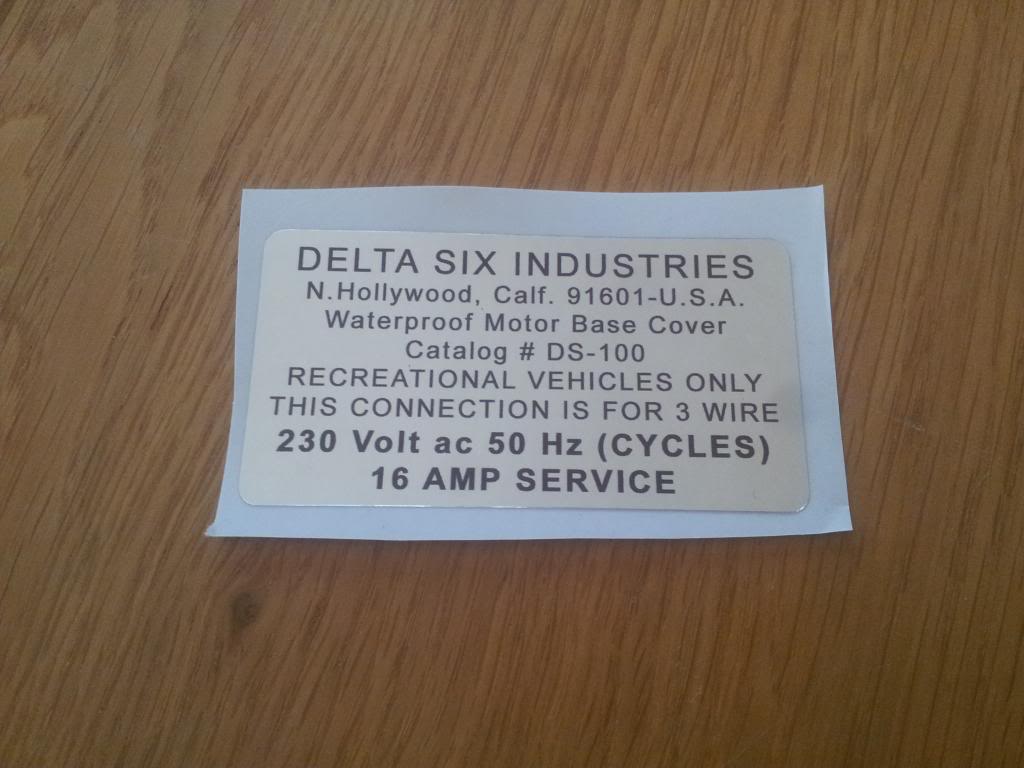 DELTA SIX INDUSTRIES
N.Hollywood, Calf. 91601-U.S.A.
Waterproof Motor Base Cover
Catalog # DS-100
RECREATIONAL VEHICLES ONLY
THIS CONNECTION IS FOR 3 WIRE
230 Volt ac 50 Hz (CYCLES)
16 AMP SERVICE